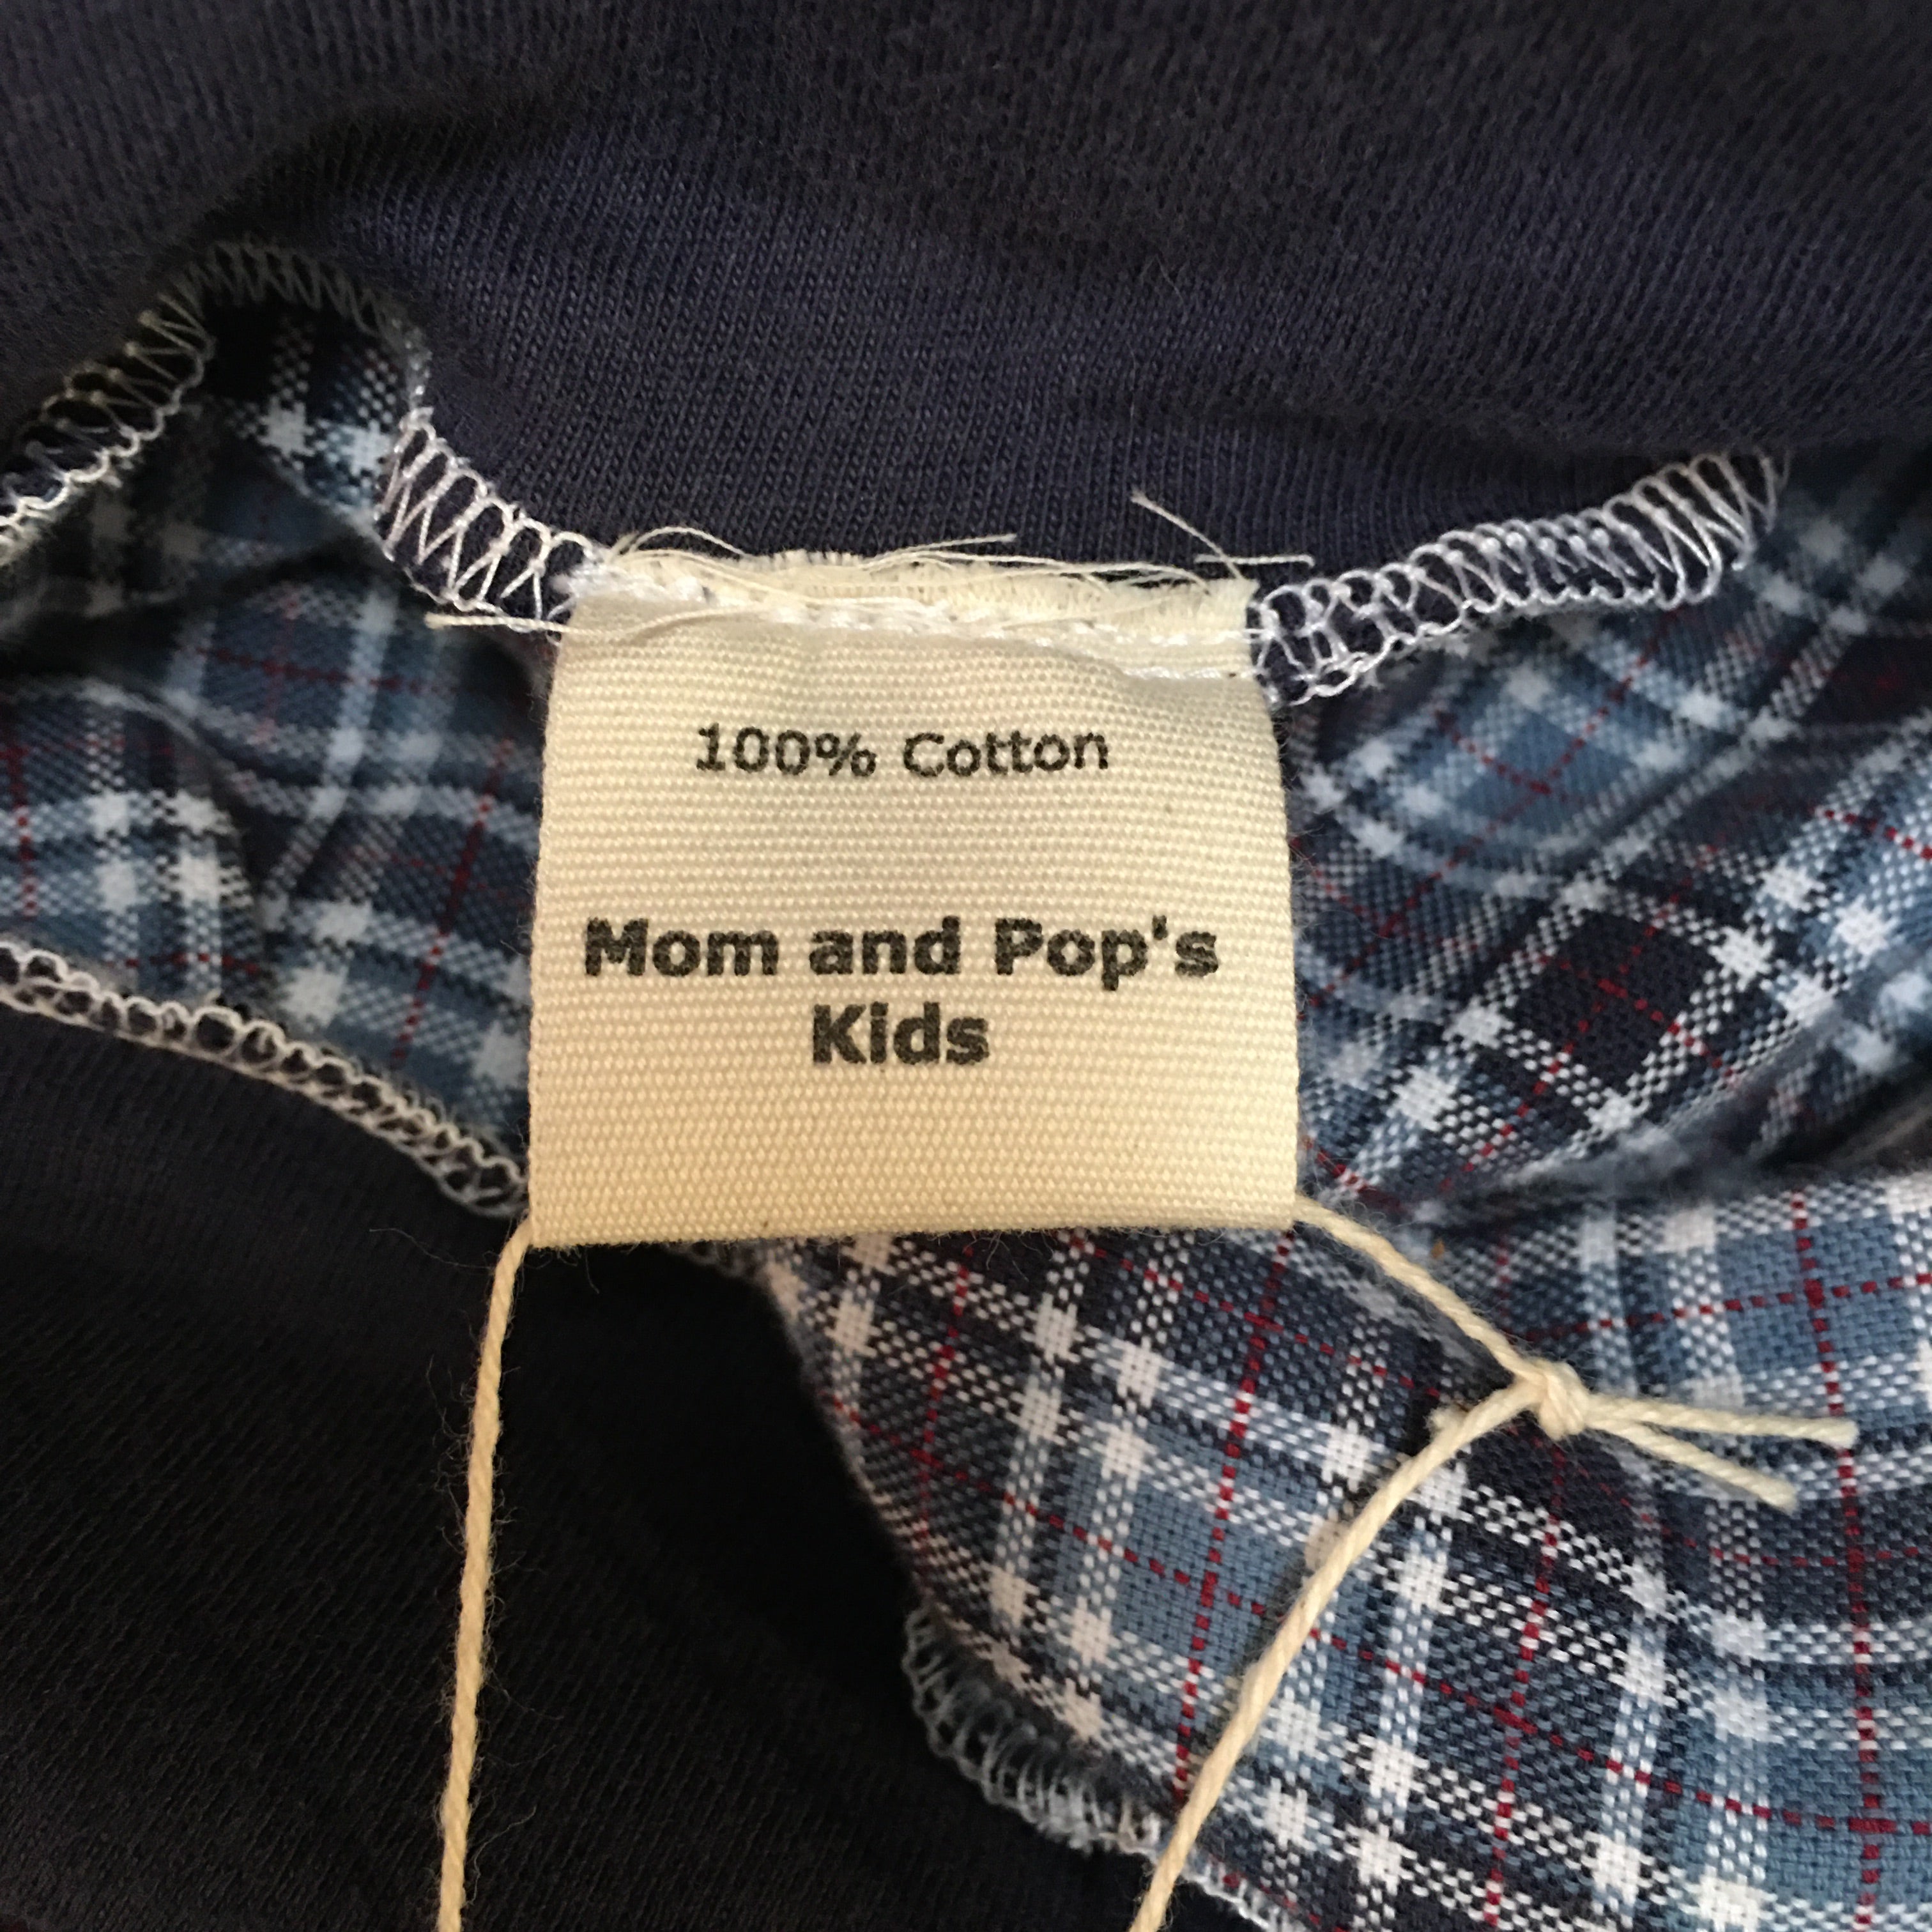 100% Cotton
Mom and Pop's
Kids